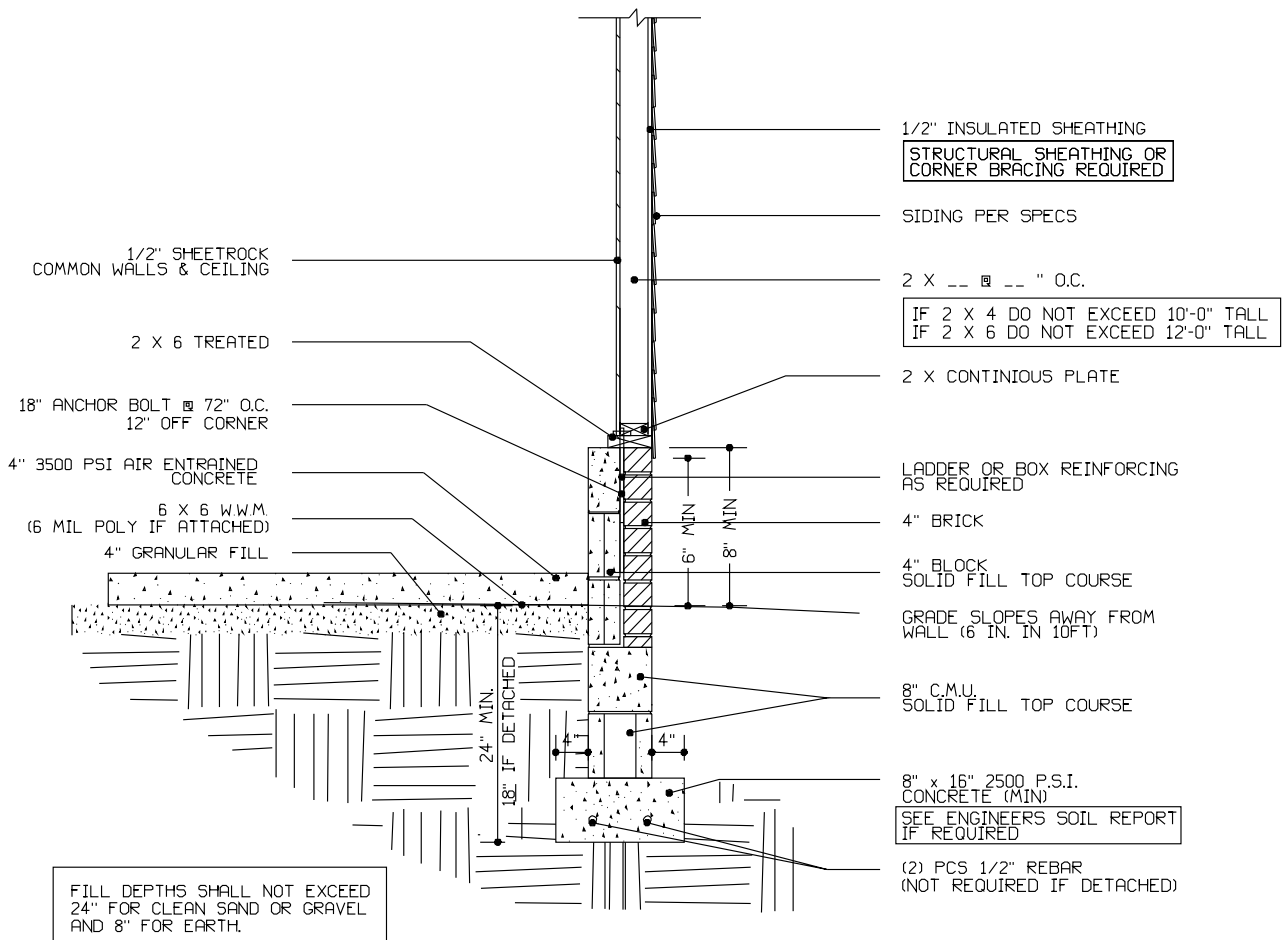 1/2" SHEETROCK
COMMON WALLS & CEILING
2 X 6 TREATED
18" ANCHOR BOLT @ 72" O.C.
12" OFF CORNER
4" 3500 PSI AIR ENTRAINED
CONCRETE
6 X 6 W.W.M.
(6 MIL POLY IF ATTACHED)
4" GRANULAR FILL
1/2" INSULATED SHEATHING
STRUCTURAL SHEATHING OR
CORNER BRACING REQUIRED
SIDING PER SPECS
2 X __ @ __ " O.C.
IF 2 X 4 DO NOT EXCEED 10'-0" TALL
IF 2 X 6 DO NOT EXCEED 12'-0" TALL
2 X CONTINIOUS PLATE
LADDER OR BOX REINFORCING
AS REQUIRED
4" BRICK
4" BLOCK
SOLID FILL TOP COURSE
GRADE SLOPES AWAY FROM
WALL (6 IN. IN 10FT)
8" C.M.U.
SOLID FILL TOP COURSE
8" x 16" 2500 P.S.I.
CONCRETE (MIN)
SEE ENGINEERS SOIL REPORT
IF REQUIRED
(2) PCS 1/2" REBAR
(NOT REQUIRED IF DETACHED)
6" MIN
8" MIN
24" MIN.
18" IF DETACHED
4"
4"
FILL DEPTHS SHALL NOT EXCEED
24" FOR CLEAN SAND OR GRAVEL
AND 8" FOR EARTH.